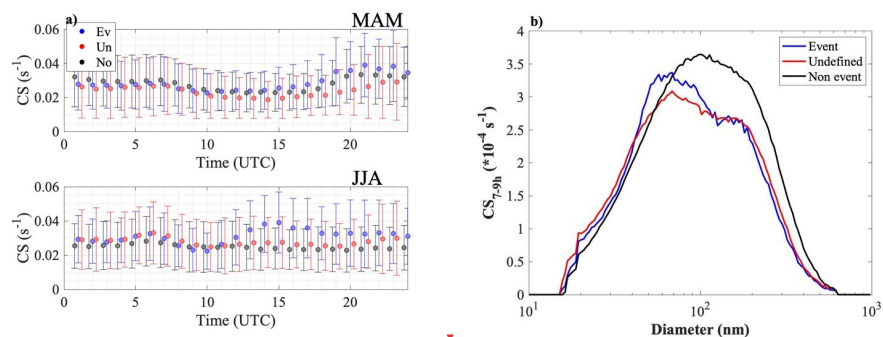 a)
MAM
Ev
Un
No
CS (s⁻¹)
0.06
0.04
0.02
0
0 5 10 15 20
Time (UTC)
JJA
CS (s⁻¹)
0.06
0.04
0.02
0
0 5 10 15 20
Time (UTC)
b)
Event
Undefined
Non event
CS7-9h (*10⁻⁴ s⁻¹)
4
3.5
3
2.5
2
1.5
1
0.5
0
10¹ 10² 10³
Diameter (nm)